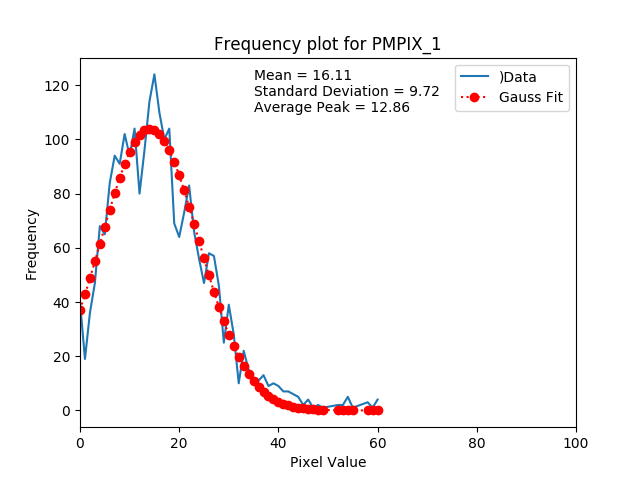 Frequency plot for PMPIX_1
Mean = 16.11
Standard Deviation = 9.72
Average Peak = 12.86
)Data
Gauss Fit
Frequency
120
100
80
60
40
20
0
0 20 40 60 80 100
Pixel Value